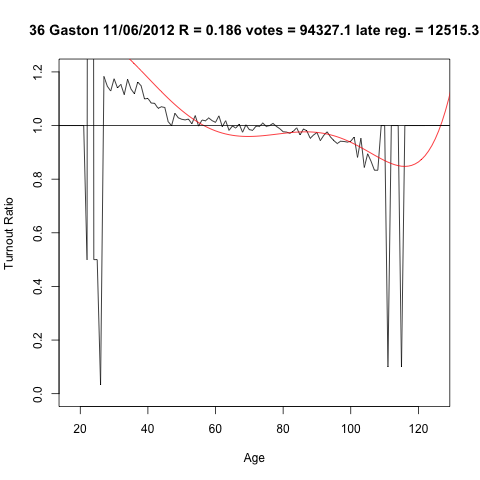 36 Gaston 11/06/2012 R = 0.186 votes = 94327.1 late reg. = 12515.3
Turnout Ratio
1.2
1.0
0.8
0.6
0.4
0.2
0.0
20 40 60 80 100 120
Age